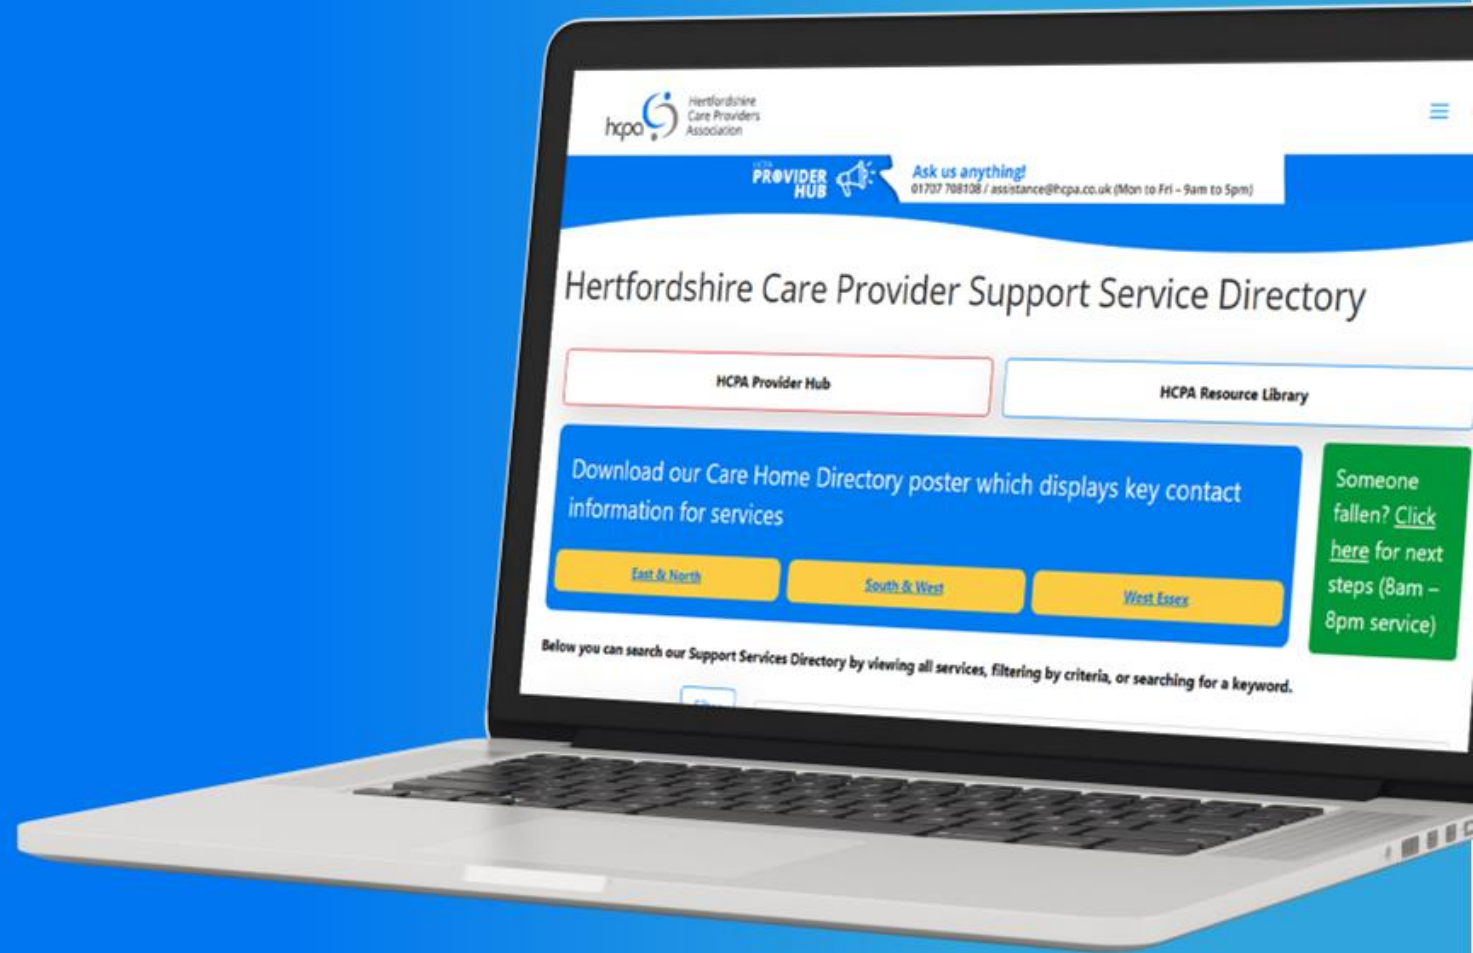 hcpa
Hertfordshire
Care Providers
Association
HCPA
PROVIDER
HUB
Ask us anything!
01707 708108 / assistance@hcpa.co.uk (Mon to Fri – 9am to 5pm)
Hertfordshire Care Provider Support Service Directory
HCPA Provider Hub
HCPA Resource Library
Download our Care Home Directory poster which displays key contact
information for services
East & North
South & West
West Essex
Someone
fallen? Click
here for next
steps (8am –
8pm service)
Below you can search our Support Services Directory by viewing all services, filtering by criteria, or searching for a keyword.